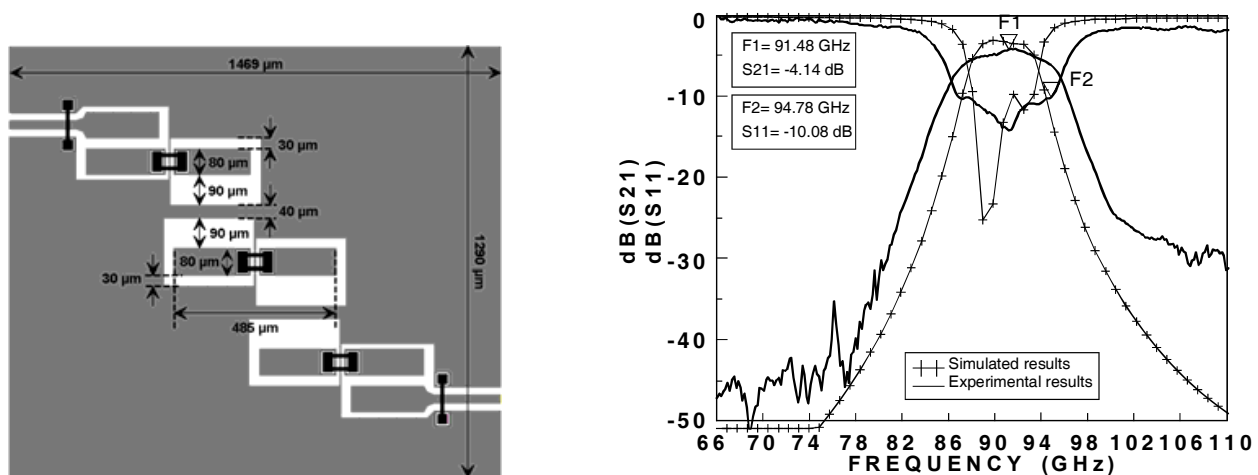 1469 µm
30 µm
80 µm
90 µm
40 µm
90 µm
80 µm
30 µm
485 µm
1290 µm
0
-10
-20
-30
-40
-50
dB(S21)
dB(S11)
F1= 91.48 GHz
S21= -4.14 dB
F2= 94.78 GHz
S11= -10.08 dB
F1
F2
Simulated results
Experimental results
66 70 74 78 82 86 90 94 98 102 106 110
FREQUENCY (GHz)